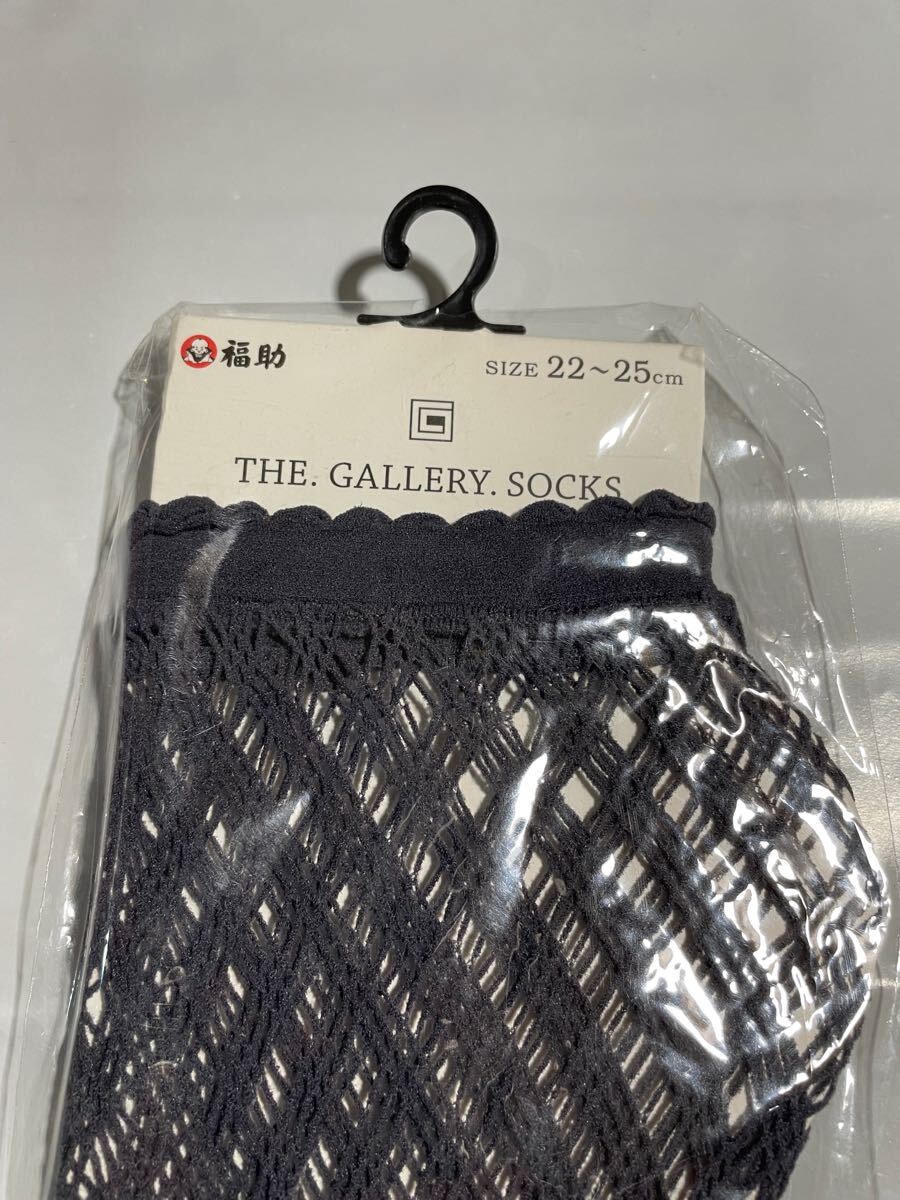 福助
SIZE 22～25cm
THE. GALLERY. SOCKS